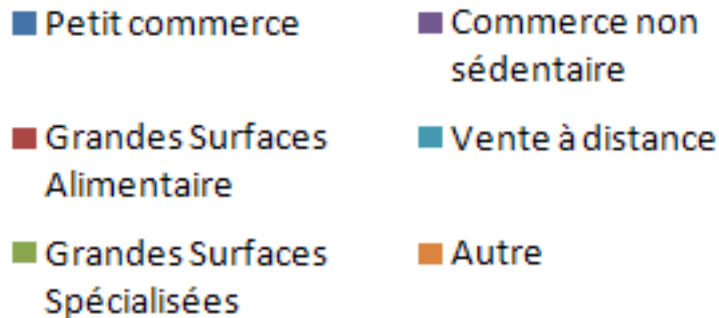 Petit commerce
Commerce non
sédentaire
Grandes Surfaces
Alimentaire
Vente à distance
Grandes Surfaces
Spécialisées
Autre